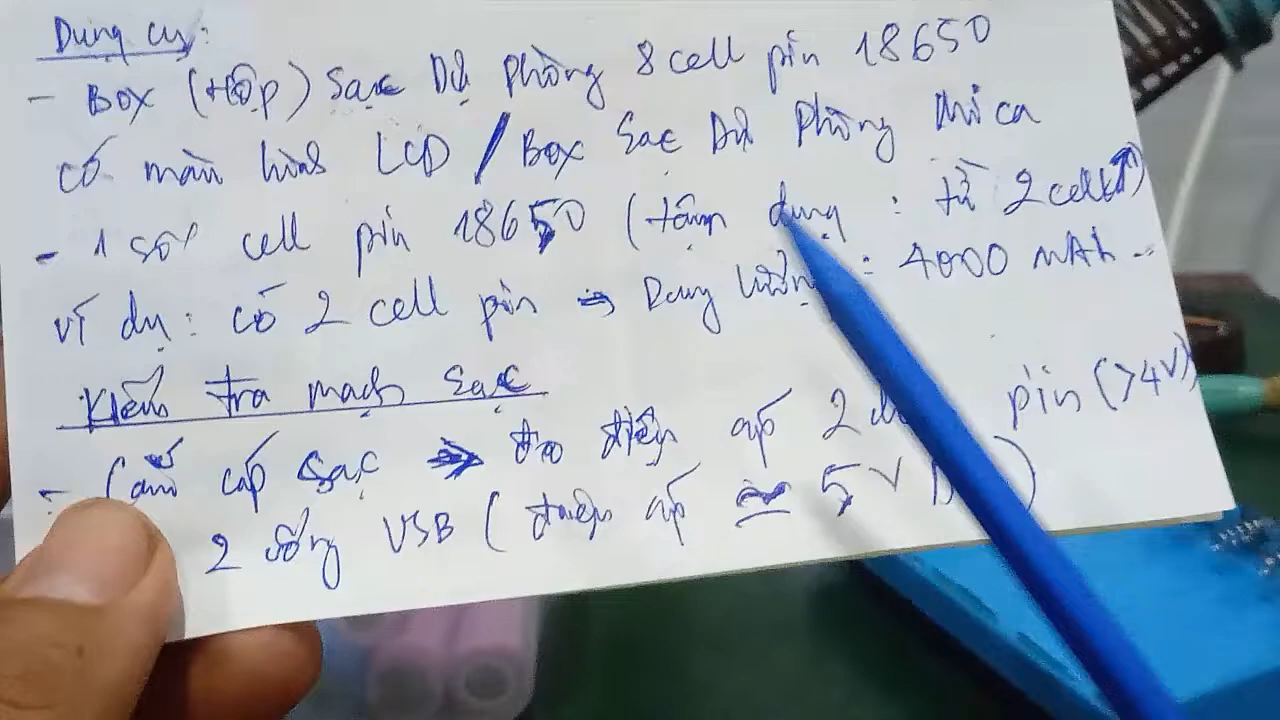 Dụng cụ:
- Box (Hộp) Sạc Dự Phòng 8 cell pin 18650
có màn hình LCD / Box Sạc Dự Phòng Mica
- 1 số cell pin 18650 (tận dụng : từ 2 cell↑)
ví dụ: có 2 cell pin → Dung lượng : 4000 mAh --
Kiểm tra mạch sạc
- Cắm cáp sạc → đo điện áp 2 pin (>4V)
2 cổng USB (điện áp ≃ 5V )